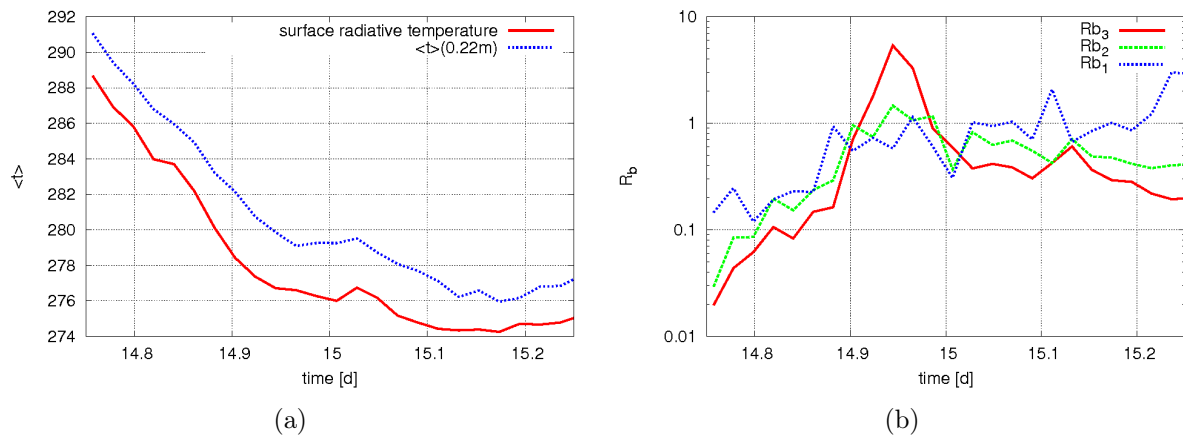 292
290
288
286
284
282
280
278
276
274
14.8
14.9
15
15.1
15.2
<t>
time [d]
surface radiative temperature
<t>(0.22m)
(a)
10
1
0.1
0.01
14.8
14.9
15
15.1
15.2
R_b
time [d]
Rb_3
Rb_2
Rb_1
(b)